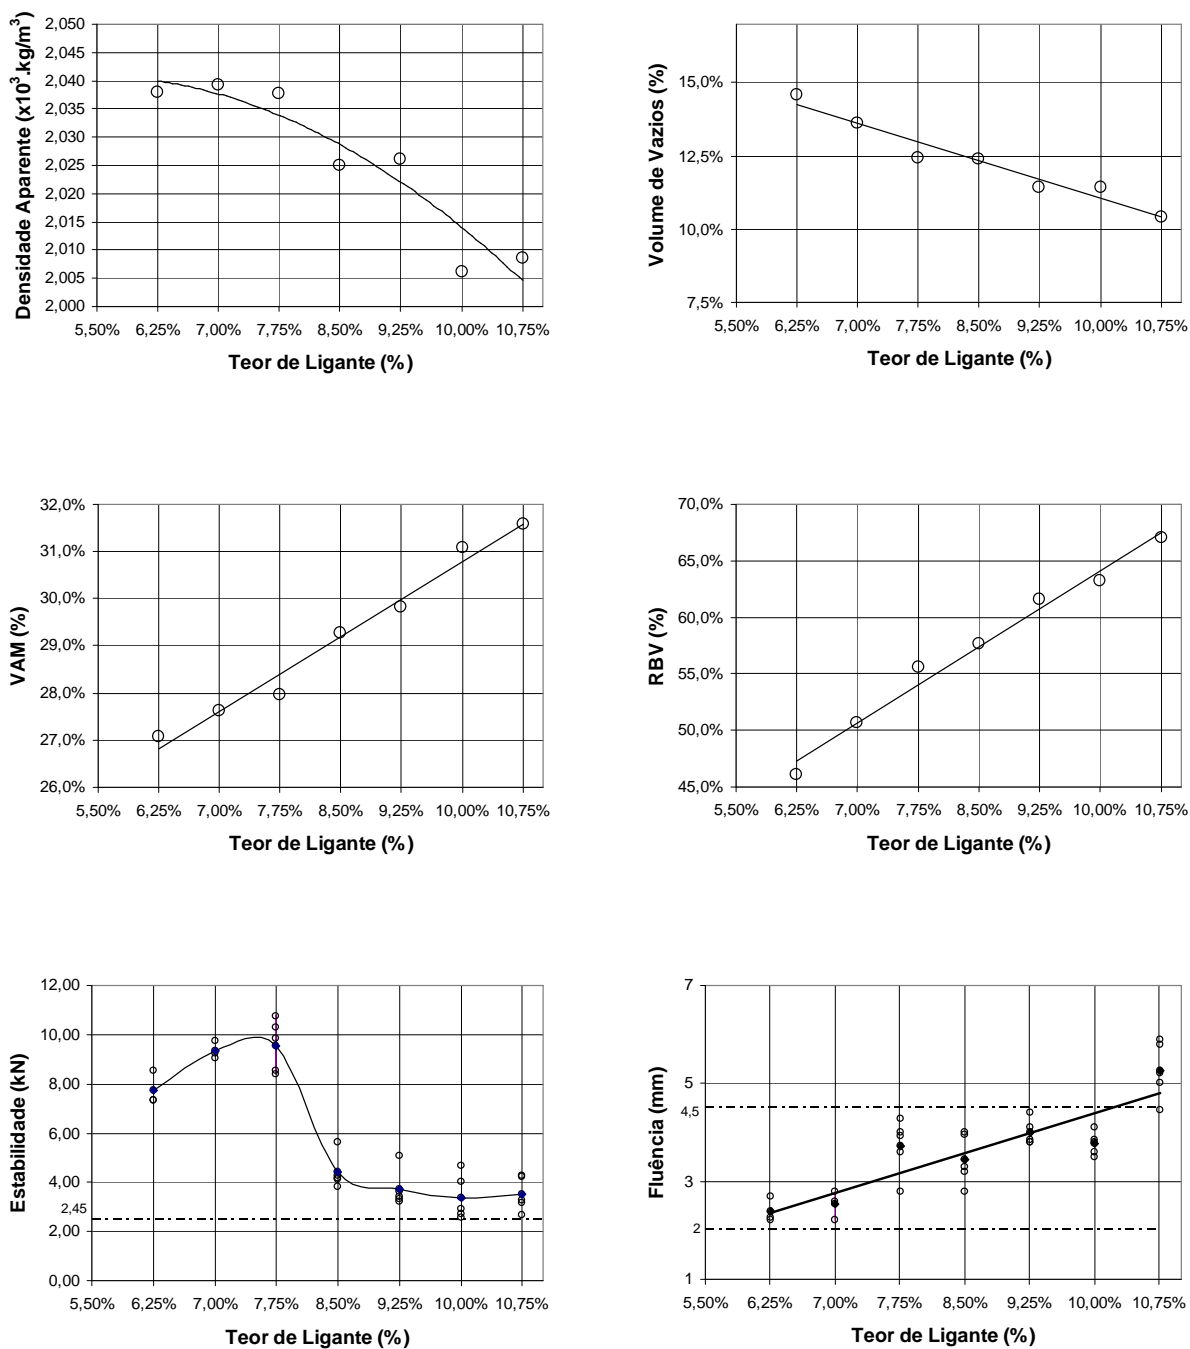 Densidade Aparente (x10³.kg/m³)
2,050
2,045
2,040
2,035
2,030
2,025
2,020
2,015
2,010
2,005
2,000
5,50% 6,25% 7,00% 7,75% 8,50% 9,25% 10,00% 10,75%
Teor de Ligante (%)
Volume de Vazios (%)
15,0%
12,5%
10,0%
7,5%
5,50% 6,25% 7,00% 7,75% 8,50% 9,25% 10,00% 10,75%
Teor de Ligante (%)
VAM (%)
32,0%
31,0%
30,0%
29,0%
28,0%
27,0%
26,0%
5,50% 6,25% 7,00% 7,75% 8,50% 9,25% 10,00% 10,75%
Teor de Ligante (%)
RBV (%)
70,0%
65,0%
60,0%
55,0%
50,0%
45,0%
5,50% 6,25% 7,00% 7,75% 8,50% 9,25% 10,00% 10,75%
Teor de Ligante (%)
Estabilidade (kN)
12,00
10,00
8,00
6,00
4,00
2,45
2,00
0,00
5,50% 6,25% 7,00% 7,75% 8,50% 9,25% 10,00% 10,75%
Teor de Ligante (%)
Fluência (mm)
7
5
4,5
3
2
1
5,50% 6,25% 7,00% 7,75% 8,50% 9,25% 10,00% 10,75%
Teor de Ligante (%)